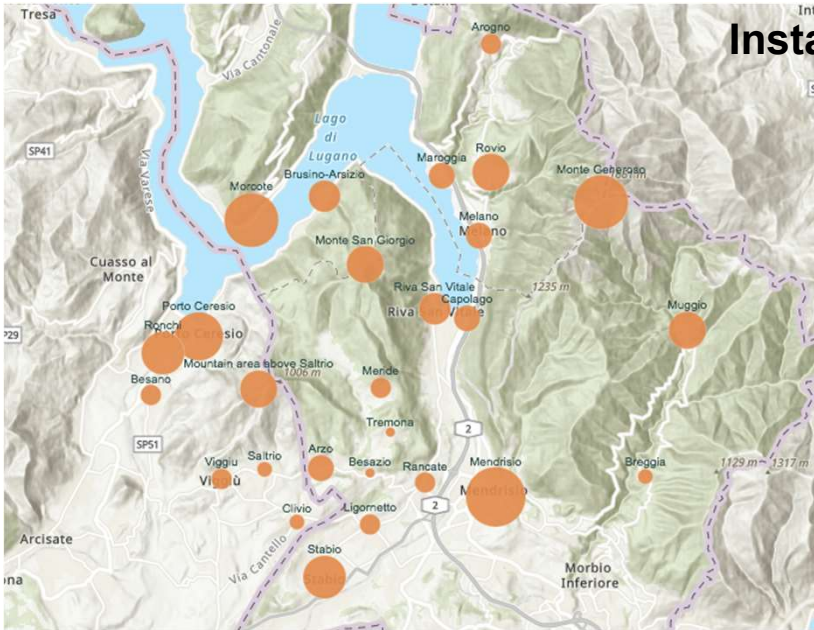 Tresa
Arogno
Insta
Via Cantonale
Lago
di
Lugano
SP41
Via Varese
Maroggia
Rovio
Brusino-Arsizio
Monte Generoso
Morcote
Melano
Melano
Monte San Giorgio
Cuasso al
Monte
1235 m
Riva San Vitale
Capolago
Riva San Vitale
Muggio
Porto Ceresio
Porto Ceresio
Ronchi
P29
Mountain area above Saltrio
1006 m
Meride
Besano
Tremona
2
SP51
Arzo
Viggiu
Saltrio
Besazio
Rancate
Mendrisio
Breggia
1129 m
1317 m
Viggiù
Mendrisio
2
Clivio
Ligornetto
Arcisate
Via Cantello
Stabio
Stabio
Morbio
Inferiore
ona